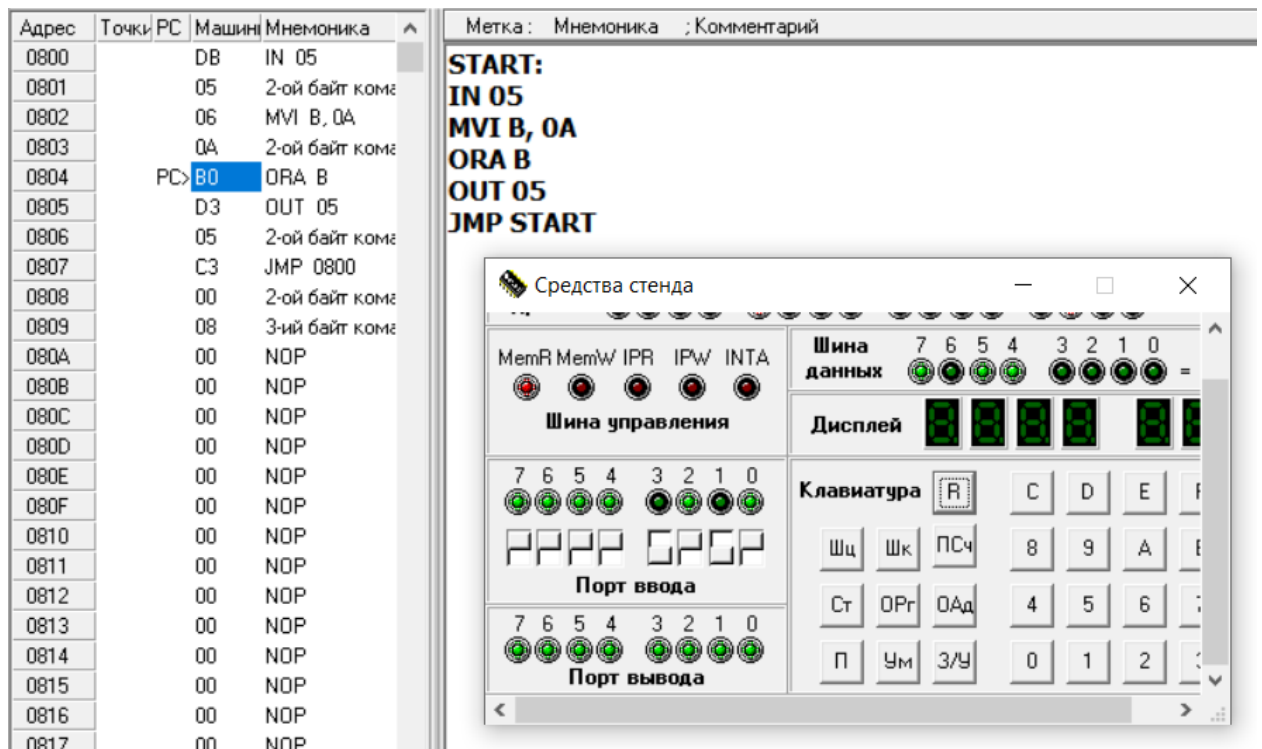 Адрес Точки PC Машинн Мнемоника
0800 DB IN 05
0801 05 2-ой байт кома
0802 06 MVI B, 0A
0803 0A 2-ой байт кома
0804 PC> B0 ORA B
0805 D3 OUT 05
0806 05 2-ой байт кома
0807 C3 JMP 0800
0808 00 2-ой байт кома
0809 08 3-ий байт кома
080A 00 NOP
080B 00 NOP
080C 00 NOP
080D 00 NOP
080E 00 NOP
080F 00 NOP
0810 00 NOP
0811 00 NOP
0812 00 NOP
0813 00 NOP
0814 00 NOP
0815 00 NOP
0816 00 NOP
0817 00 NOP
Метка: Мнемоника ; Комментарий
START:
IN 05
MVI B, 0A
ORA B
OUT 05
JMP START
Средства стенда
MemR MemW IPR IPW INTA
Шина управления
Шина данных 7 6 5 4 3 2 1 0 =
Дисплей
7 6 5 4 3 2 1 0
Порт ввода
7 6 5 4 3 2 1 0
Порт вывода
Клавиатура R C D E
Шц Шк ПСч 8 9 A
Ст ОРг ОАд 4 5 6
П Ум З/У 0 1 2